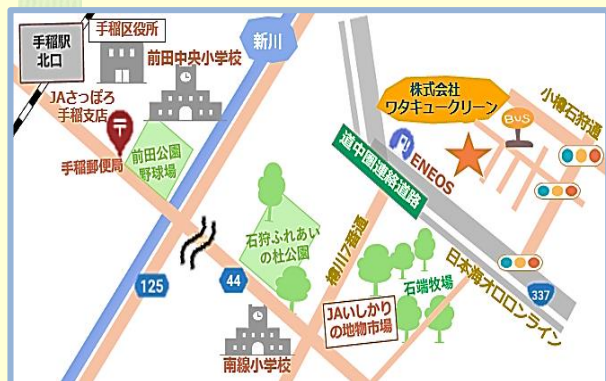 手稲駅
北口
手稲区役所
前田中央小学校
新川
JAさっぽろ
手稲支店
手稲郵便局
前田公園
野球場
株式会社
ワタキュークリーン
BUS
小樽石狩通
ENEOS
道央圏連絡道路
石狩ふれあい
の杜公園
樽川7番通
125
44
石端牧場
JAいしかり
の地物市場
日本海オロロンライン
337
南線小学校